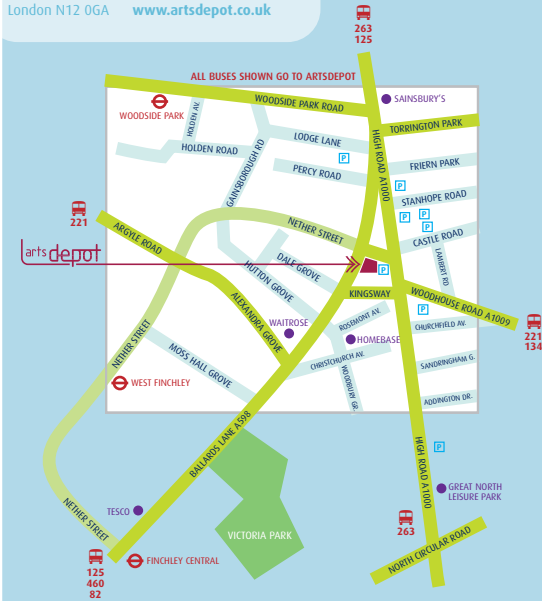 London N12 0GA www.artsdepot.co.uk
263
125
ALL BUSES SHOWN GO TO ARTSDEPOT
SAINSBURY'S
WOODSIDE PARK ROAD
WOODSIDE PARK
HOLDEN AV.
TORRINGTON PARK
LODGE LANE
HIGH ROAD A1000
HOLDEN ROAD
GAINSBOROUGH RD
P
PERCY ROAD
FRIERN PARK
P
STANHOPE ROAD
P
P
P
221
ARGYLE ROAD
NETHER STREET
CASTLE ROAD
arts depot
DALE GROVE
P
LAMBERT RD
HUTTON GROVE
KINGSWAY
WOODHOUSE ROAD A1009
ALEXANDRA GROVE
P
ROSEMONT AV.
CHURCHFIELD AV.
WAITROSE
HOMEBASE
221
134
NETHER STREET
MOSS HALL GROVE
CHRISTCHURCH AV.
SANDRINGHAM G.
WOODBURY GR.
WEST FINCHLEY
ADDINGTON DR.
BALLARDS LANE A598
HIGH ROAD A1000
P
GREAT NORTH
LEISURE PARK
TESCO
NETHER STREET
263
VICTORIA PARK
NORTH CIRCULAR ROAD
FINCHLEY CENTRAL
125
460
82